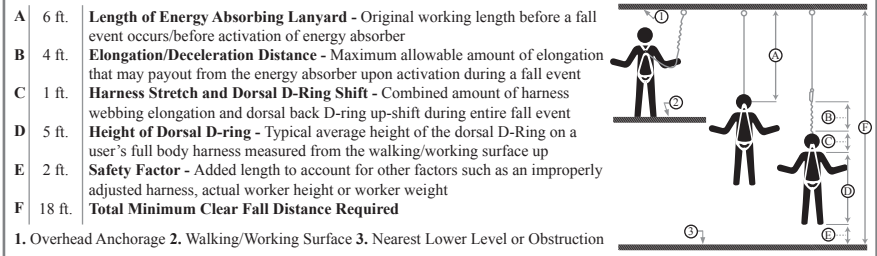 A 6 ft. Length of Energy Absorbing Lanyard - Original working length before a fall
event occurs/before activation of energy absorber
B 4 ft. Elongation/Deceleration Distance - Maximum allowable amount of elongation
that may payout from the energy absorber upon activation during a fall event
C 1 ft. Harness Stretch and Dorsal D-Ring Shift - Combined amount of harness
webbing elongation and dorsal back D-ring up-shift during entire fall event
D 5 ft. Height of Dorsal D-ring - Typical average height of the dorsal D-Ring on a
user's full body harness measured from the walking/working surface up
E 2 ft. Safety Factor - Added length to account for other factors such as an improperly
adjusted harness, actual worker height or worker weight
F 18 ft. Total Minimum Clear Fall Distance Required
1. Overhead Anchorage 2. Walking/Working Surface 3. Nearest Lower Level or Obstruction
1
A
2
B
F
C
D
3
E